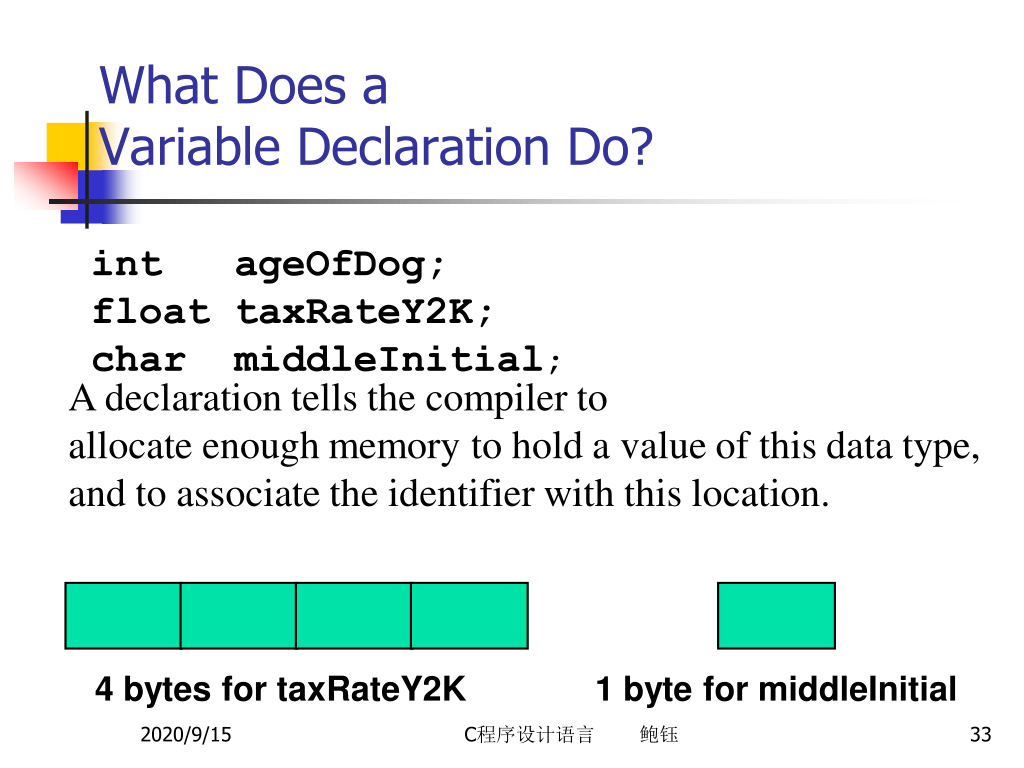 What Does a
Variable Declaration Do?
int   ageOfDog;
float taxRateY2K;
char  middleInitial;
A declaration tells the compiler to
allocate enough memory to hold a value of this data type,
and to associate the identifier with this location.
4 bytes for taxRateY2K
1 byte for middleInitial
2020/9/15
C程序设计语言 鲍钰
33